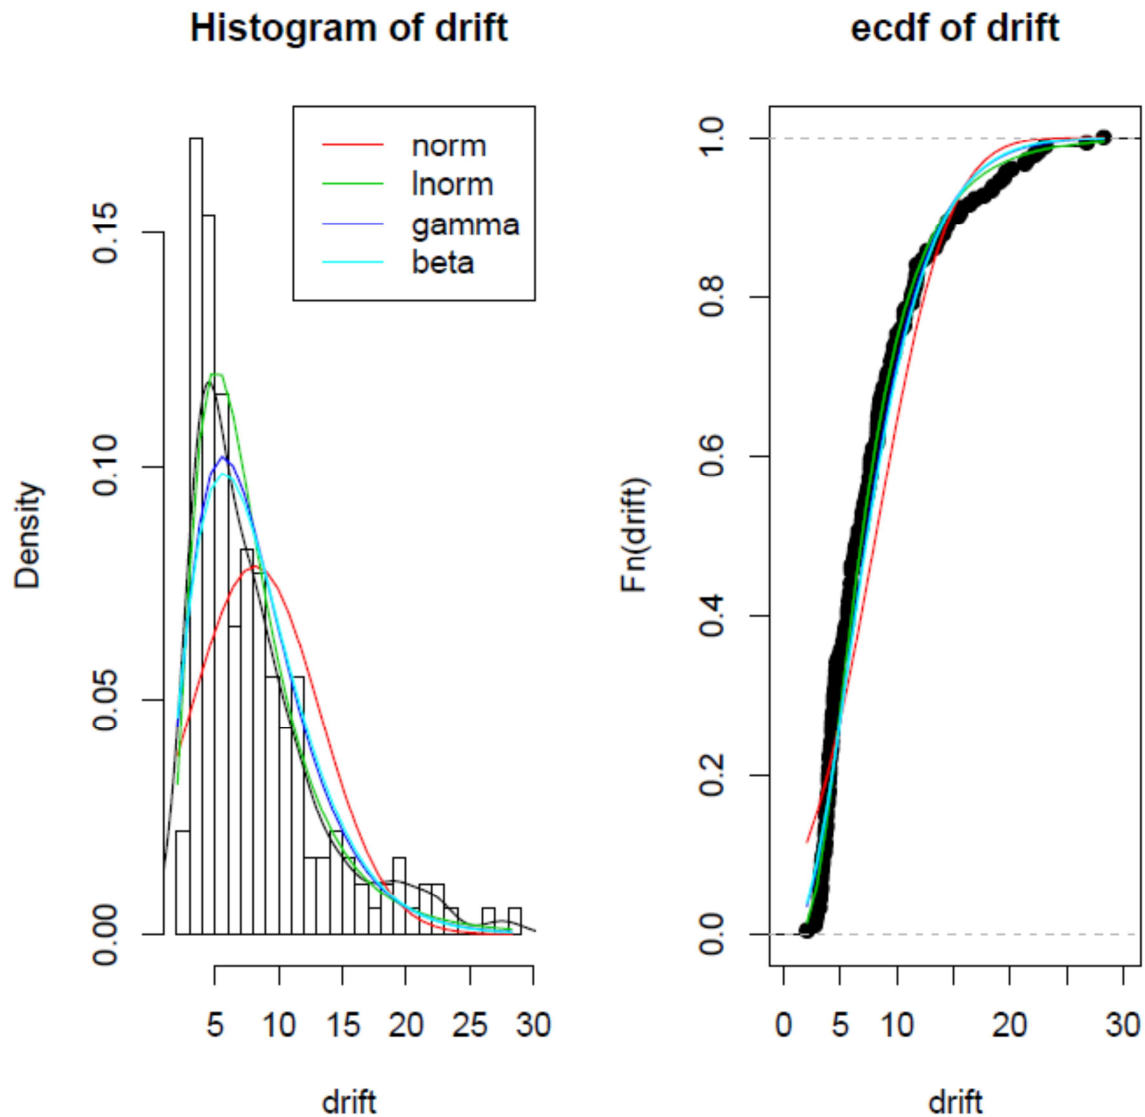 Histogram of drift
norm
lnorm
gamma
beta
Density
0.00
0.05
0.10
0.15
5 10 15 20 25 30
drift
ecdf of drift
Fn(drift)
0.0
0.2
0.4
0.6
0.8
1.0
0 5 10 20 30
drift